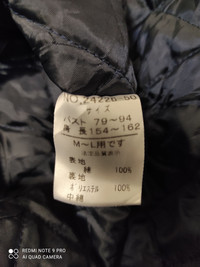 NO.24226-50
サイズ
バスト 79～94
身長 154～162
M～L用です
表地
綿 100%
裏地
ポリエステル 100%
中綿
REDMI NOTE 9 PRO
AI QUAD CAMERA